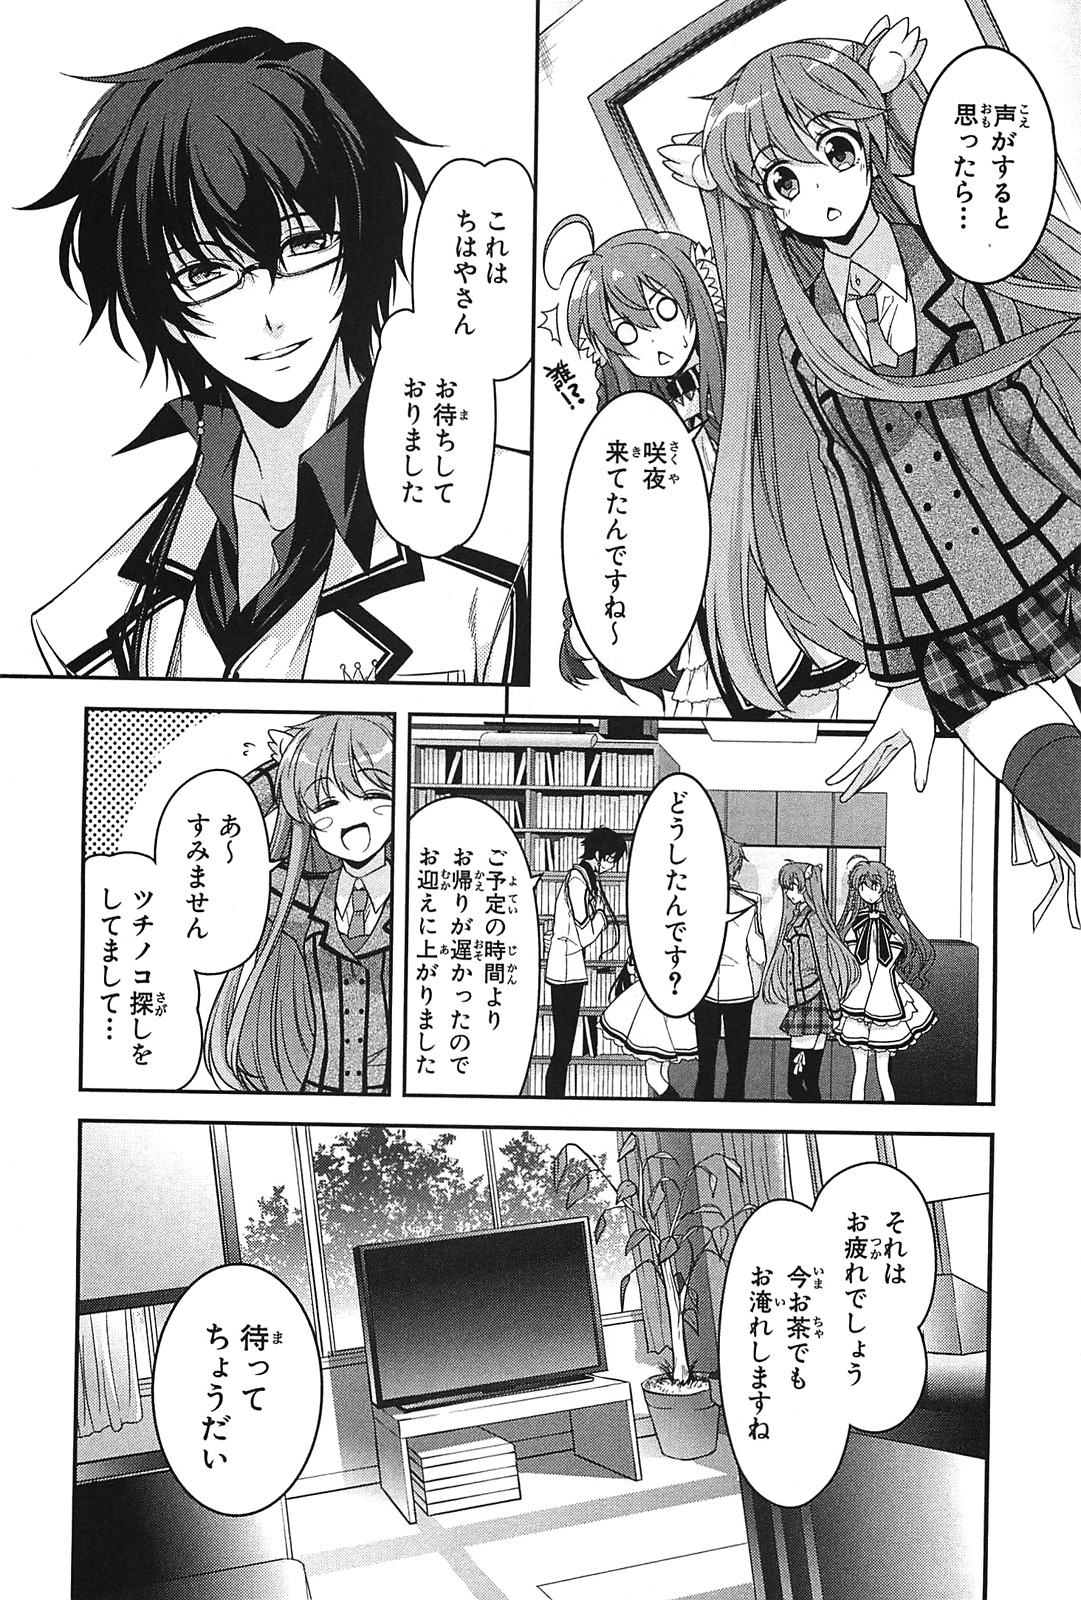 声がすると
思ったら…
誰!?
咲夜
来てたんですね～
これは
ちはやさん
お待ちして
おりました
どうしたんです?
ご予定の時間より
お帰りが遅かったので
お迎えに上がりました
あ～
すみません
ツチノコ探しを
してまして…
それは
お疲れでしょう
今お茶でも
お淹れしますね
待って
ちょうだい